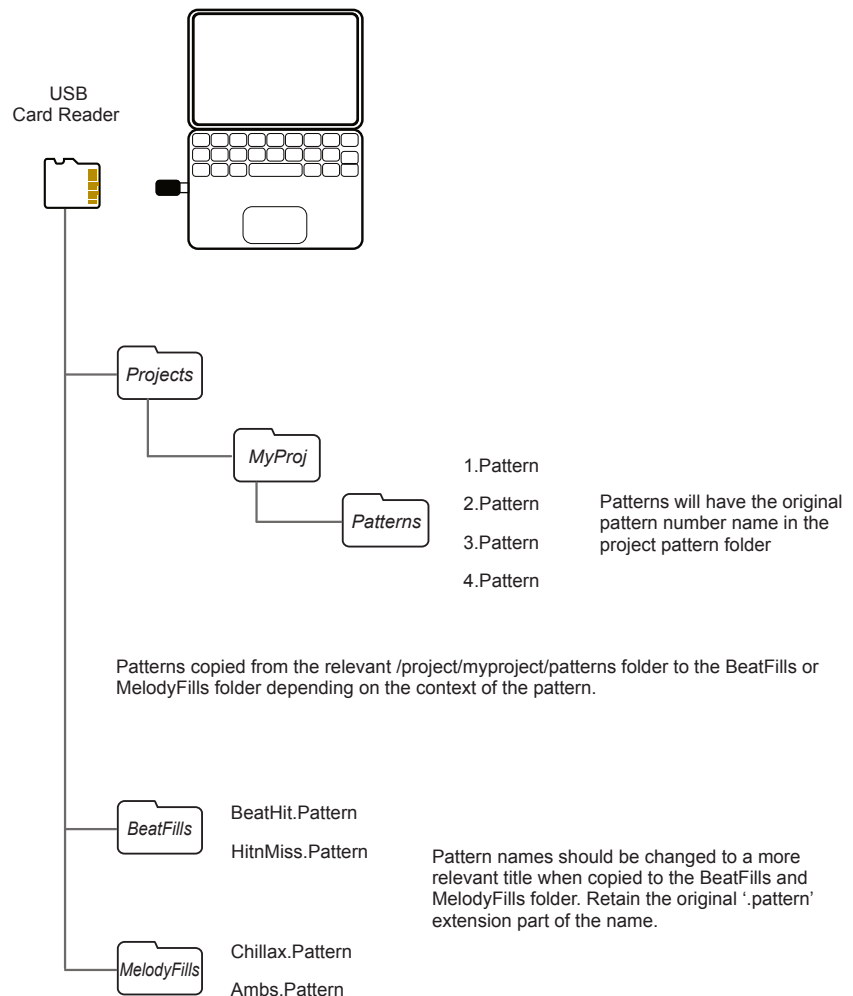 USB
Card Reader
Projects
MyProj
Patterns
1.Pattern
2.Pattern
3.Pattern
4.Pattern
Patterns will have the original
pattern number name in the
project pattern folder
Patterns copied from the relevant /project/myproject/patterns folder to the BeatFills or
MelodyFills folder depending on the context of the pattern.
BeatFills
BeatHit.Pattern
HitnMiss.Pattern
Pattern names should be changed to a more
relevant title when copied to the BeatFills and
MelodyFills folder. Retain the original ‘.pattern’
extension part of the name.
MelodyFills
Chillax.Pattern
Ambs.Pattern